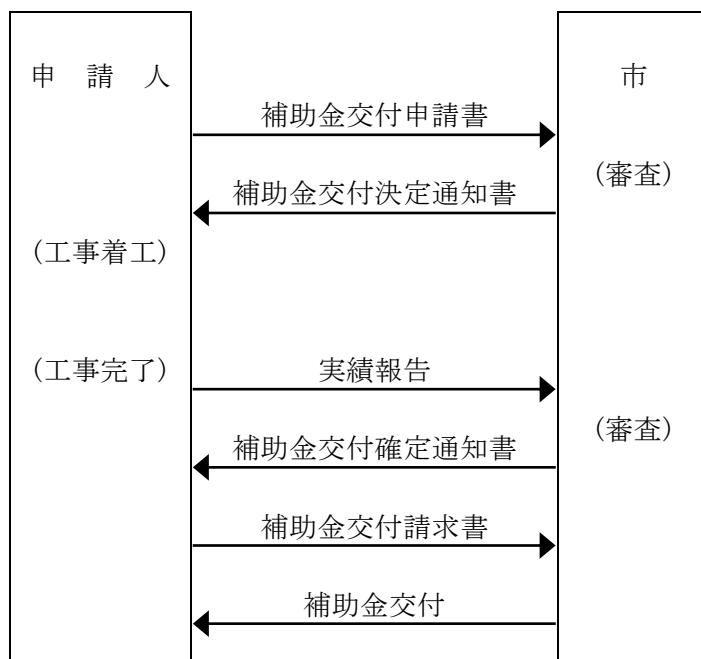 申請人
市
補助金交付申請書
(審査)
補助金交付決定通知書
(工事着工)
(工事完了)
実績報告
(審査)
補助金交付確定通知書
補助金交付請求書
補助金交付